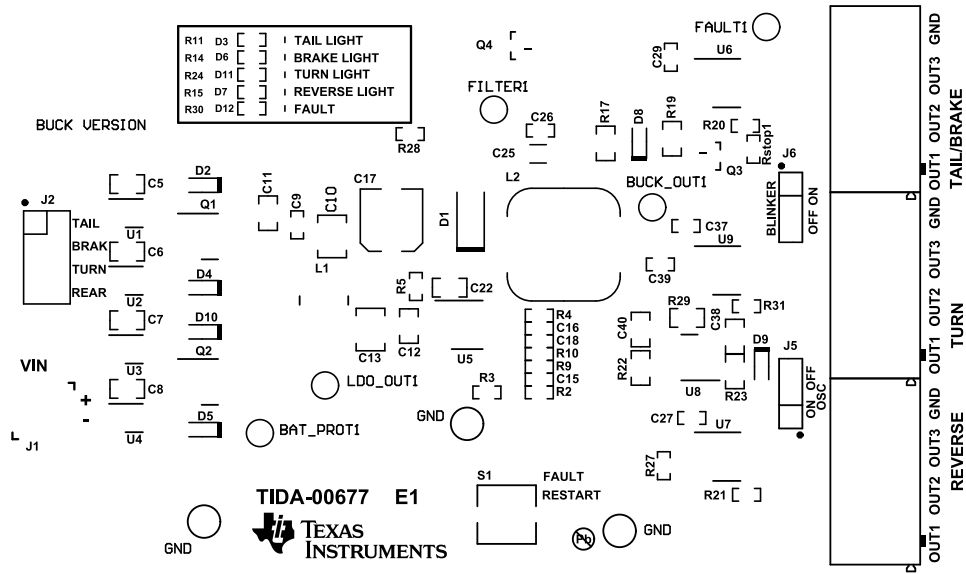 R11 D3 TAIL LIGHT
R14 D6 BRAKE LIGHT
R24 D11 TURN LIGHT
R15 D7 REVERSE LIGHT
R30 D12 FAULT
BUCK VERSION
FAULT1
Q4
C29
U6
FILTER1
R17
D8
R19
C26
C25
R20
Rstop1
Q3
J6
R28
L2
BUCK_OUT1
BLINKER
OFF ON
GND
OUT3
OUT2
OUT1
TAIL/BRAKE
D2
C5
Q1
J2
TAIL
BRAK
TURN
REAR
U1
C6
D4
U2
C7
D10
Q2
U3
C8
D5
U4
C11
C9
C10
L1
C17
D1
C37
U9
C39
R5
C22
C13
C12
U5
R4
C16
C18
R10
R9
C15
R2
R3
C40
R22
R29
C38
R31
D9
R23
U8
U7
C27
J5
ON OFF
OSC
GND
OUT3
OUT2
OUT1
TURN
VIN
+
-
J1
LDO_OUT1
BAT_PROT1
GND
S1
FAULT
RESTART
R27
R21
GND
OUT3
OUT2
OUT1
REVERSE
TIDA-00677 E1
TEXAS
INSTRUMENTS
GND
Pb
GND